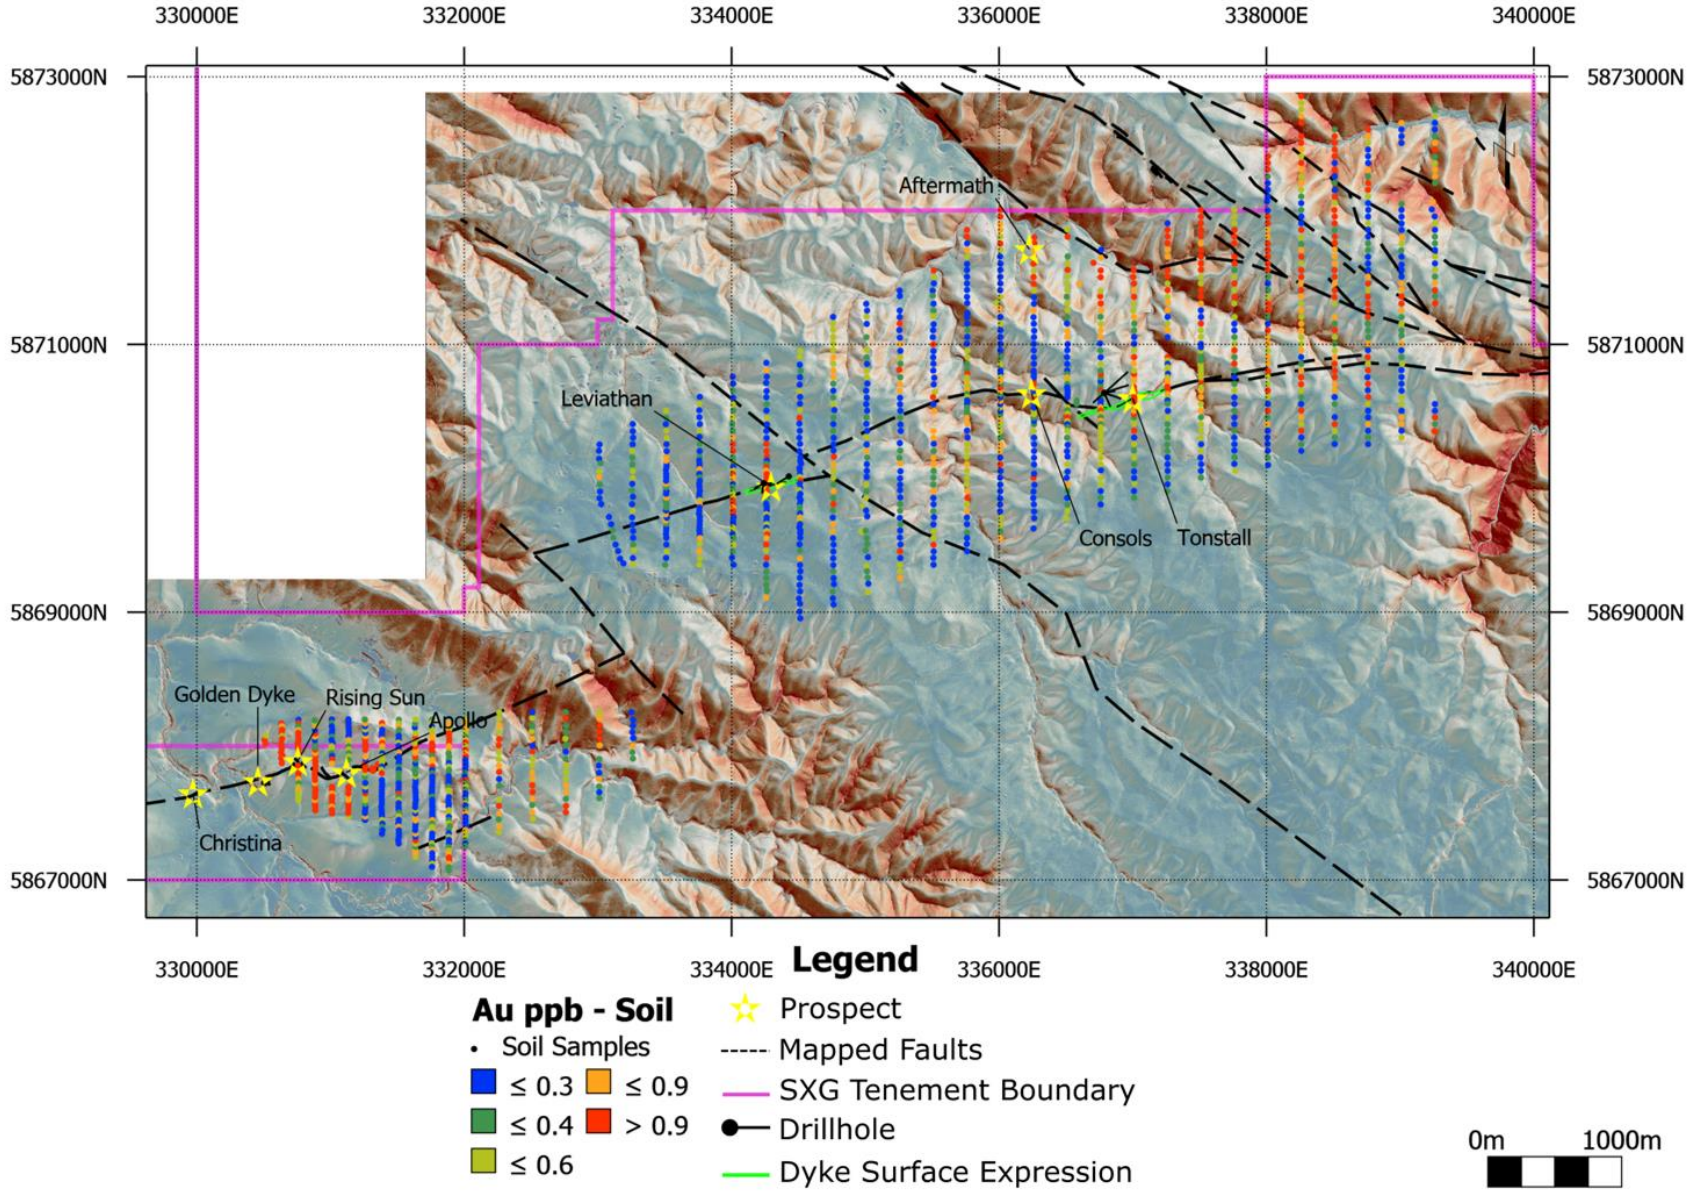 330000E 332000E 334000E 336000E 338000E 340000E
5873000N 5873000N
Aftermath
N
5871000N 5871000N
Leviathan
Consols Tonstall
5869000N 5869000N
Golden Dyke Rising Sun
Apollo
Christina
5867000N 5867000N
330000E 332000E 334000E 336000E 338000E 340000E
Legend
Au ppb - Soil
Soil Samples
≤ 0.3 ≤ 0.9
≤ 0.4 > 0.9
≤ 0.6
Prospect
Mapped Faults
SXG Tenement Boundary
Drillhole
Dyke Surface Expression
0m 1000m